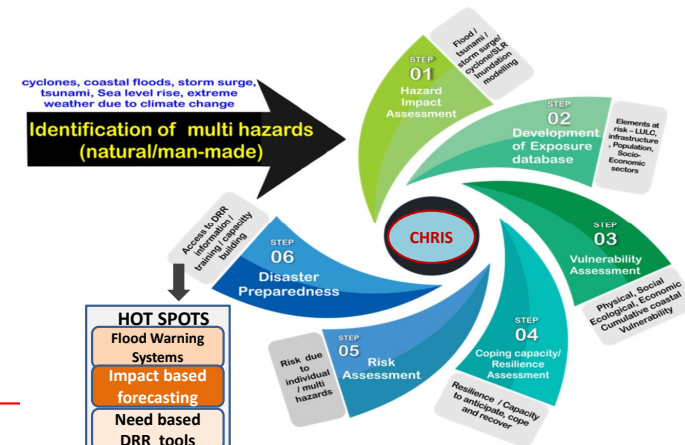 cyclones, coastal floods, storm surge,
tsunami, Sea level rise, extreme
weather due to climate change
Identification of multi hazards
(natural/man-made)
STEP
01
Hazard
Impact
Assessment
Flood /
tsunami /
storm surge/
cyclone/SLR
Inundation
modelling
STEP
02
Development
of Exposure
database
Elements at
risk – LULC,
infrastructure
, Population,
Socio-
Economic
sectors
STEP
03
Vulnerability
Assessment
Physical, Social
Ecological, Economic
Cumulative coastal
Vulnerability
STEP
04
Coping capacity/
Resilience
Assessment
Resilience / Capacity
to anticipate, cope
and recover
STEP
05
Risk
Assessment
Risk due
to
individual
/ multi
hazards
STEP
06
Disaster
Preparedness
Access to DRR
information /
training / capacitty
building
CHRIS
HOT SPOTS
Flood Warning
Systems
Impact based
forecasting
Need based
DRR tools